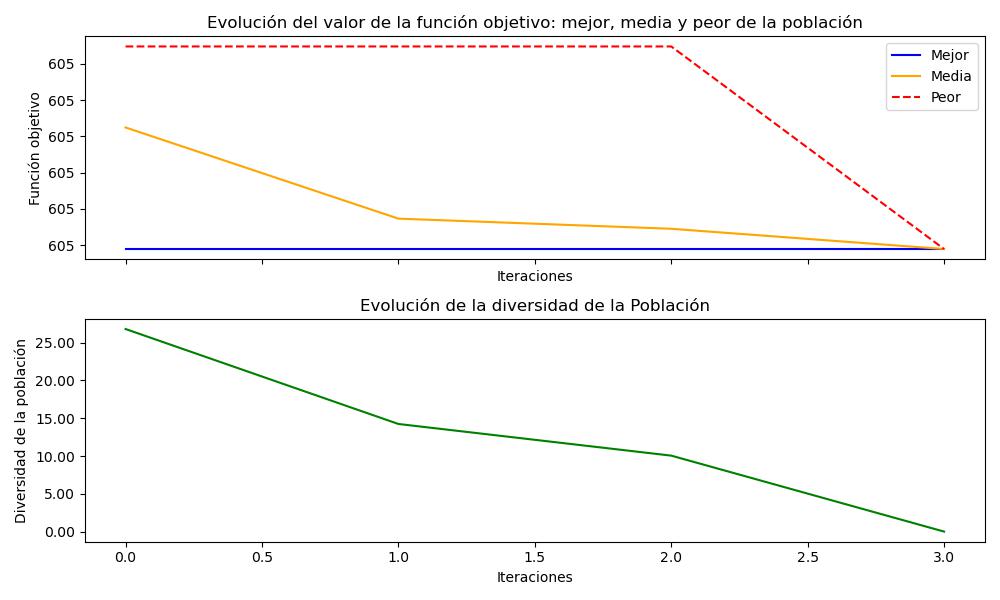 Evolución del valor de la función objetivo: mejor, media y peor de la población
605
605
605
605
605
605
Función objetivo
Mejor
Media
Peor
Iteraciones
Evolución de la diversidad de la Población
25.00
20.00
15.00
10.00
5.00
0.00
Diversidad de la población
0.0 0.5 1.0 1.5 2.0 2.5 3.0
Iteraciones